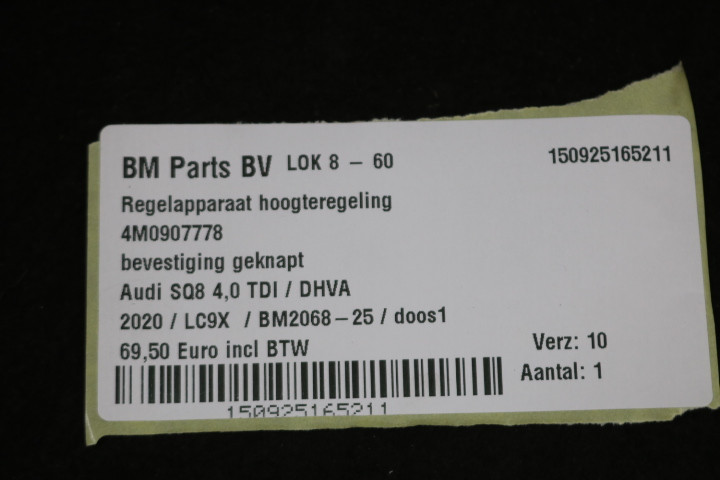 BM Parts BV LOK 8 - 60 150925165211
Regelapparaat hoogteregeling
4M0907778
bevestiging geknapt
Audi SQ8 4,0 TDI / DHVA
2020 / LC9X / BM2068-25 / doos1
69,50 Euro incl BTW Verz: 10
Aantal: 1
150925165211